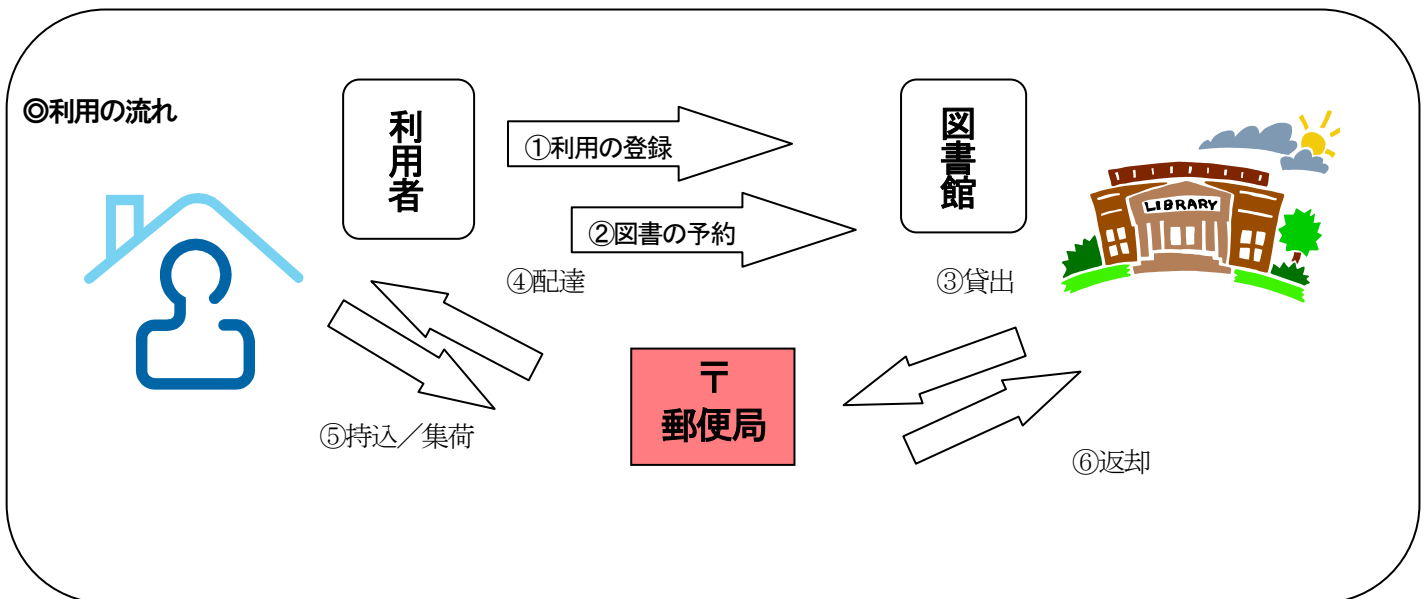 ◎利用の流れ
利用者
①利用の登録
図書館
LIBRARY
②図書の予約
④配達
③貸出
〒
郵便局
⑤持込／集荷
⑥返却